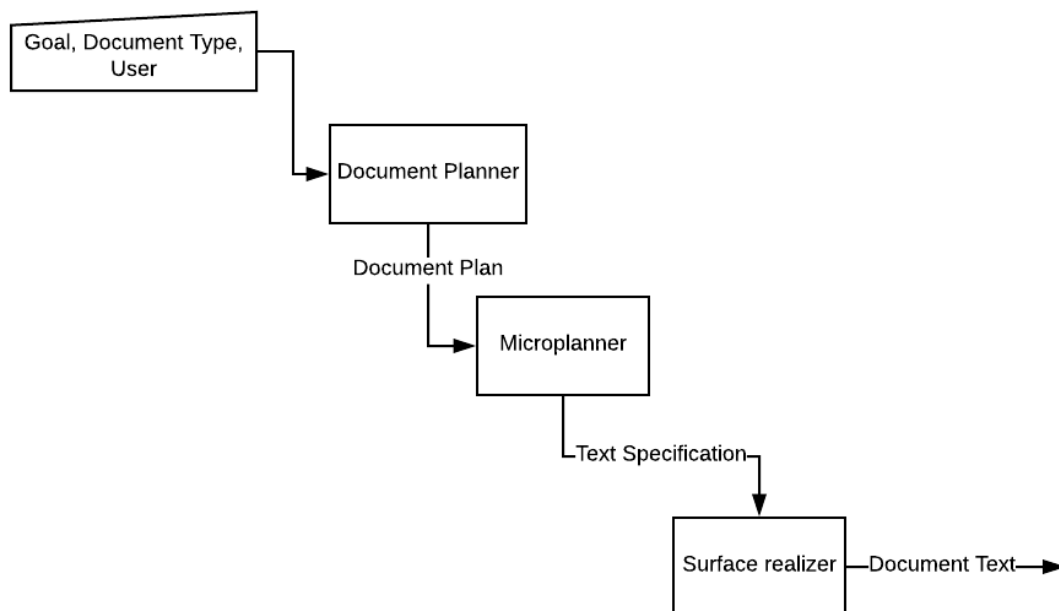 Goal, Document Type,
User
Document Planner
Document Plan
Microplanner
Text Specification
Surface realizer
Document Text